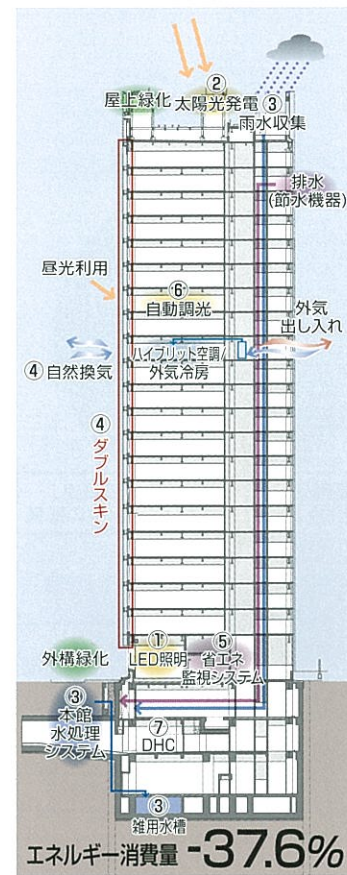 屋上緑化
②
太陽光発電
③
雨水収集
排水
(節水機器)
昼光利用
⑥
自動調光
外気
出し入れ
④自然換気
ハイブリット空調/
外気冷房
④ダブルスキン
外構緑化
①
LED照明
⑤
省エネ
監視システム
③
本館
水処理
システム
⑦
DHC
③
雑用水槽
エネルギー消費量 -37.6%